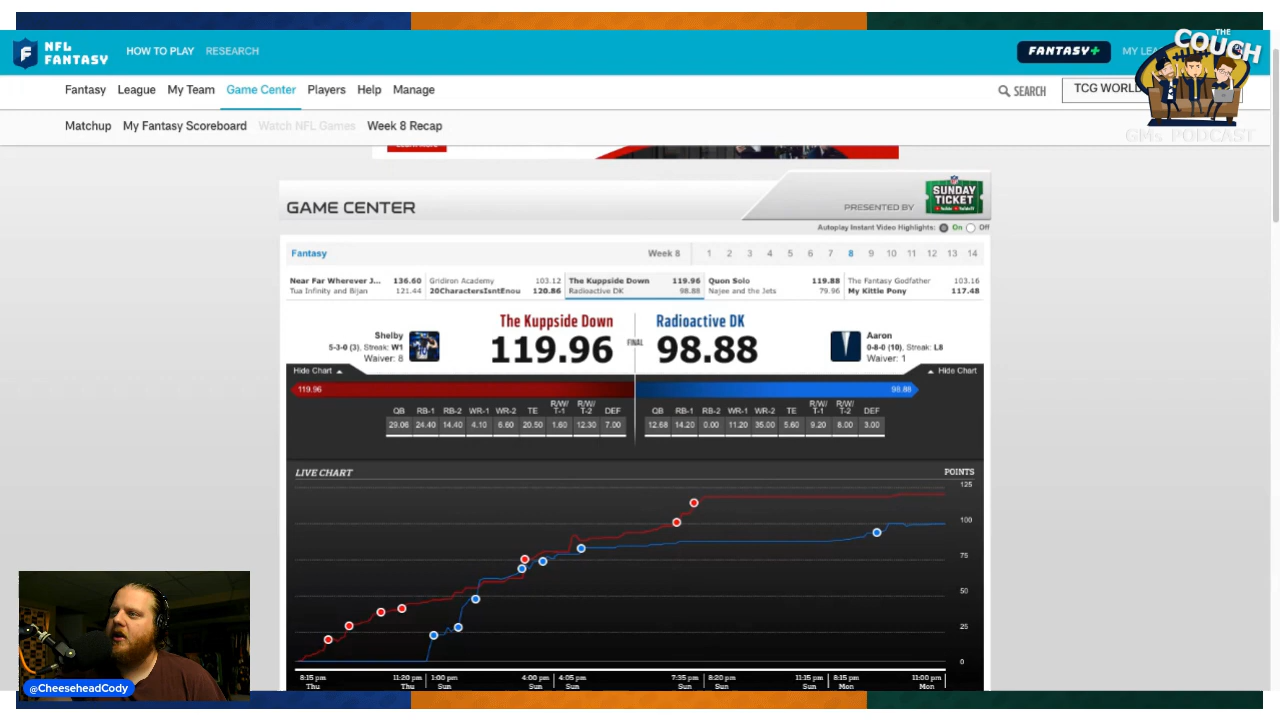 NFL FANTASY
HOW TO PLAY RESEARCH
FANTASY+ MY LEA
THE COUCH
GMs PODCAST
Fantasy League My Team Game Center Players Help Manage
SEARCH TCG WORLD
Matchup My Fantasy Scoreboard Watch NFL Games Week 8 Recap
GAME CENTER
PRESENTED BY
SUNDAY TICKET
Autoplay Instant Video Highlights: On Off
Fantasy Week 8 1 2 3 4 5 6 7 8 9 10 11 12 13 14
Near Far Wherever J... 136.60 Gridiron Academy 103.12 The Kuppside Down 119.96 Quon Solo 119.88 The Fantasy Godfather 103.16
Tua Infinity and Bijan 121.44 20CharactersIsntEnou 120.86 Radioactive DK 98.88 Najee and the Jets 79.96 My Kittle Pony 117.48
The Kuppside Down Radioactive DK
Shelby
5-3-0 (3), Streak: W1
Waiver: 8
119.96 FINAL 98.88
Aaron
0-8-0 (10), Streak: L8
Waiver: 1
Hide Chart Hide Chart
119.96 98.88
QB RB-1 RB-2 WR-1 WR-2 TE R/W/T-1 R/W/T-2 DEF QB RB-1 RB-2 WR-1 WR-2 TE R/W/T-1 R/W/T-2 DEF
29.06 24.40 14.40 4.10 6.60 20.50 1.60 12.30 7.00 12.68 14.20 0.00 11.20 35.00 5.60 9.20 8.00 3.00
LIVE CHART POINTS
125
100
75
50
25
0
8:15 pm 11:20 pm 1:00 pm 4:00 pm 4:05 pm 7:35 pm 8:20 pm 11:15 pm 8:15 pm 11:00 pm
Thu Thu Sun Sun Sun Sun Sun Sun Mon Mon
@CheeseheadCody